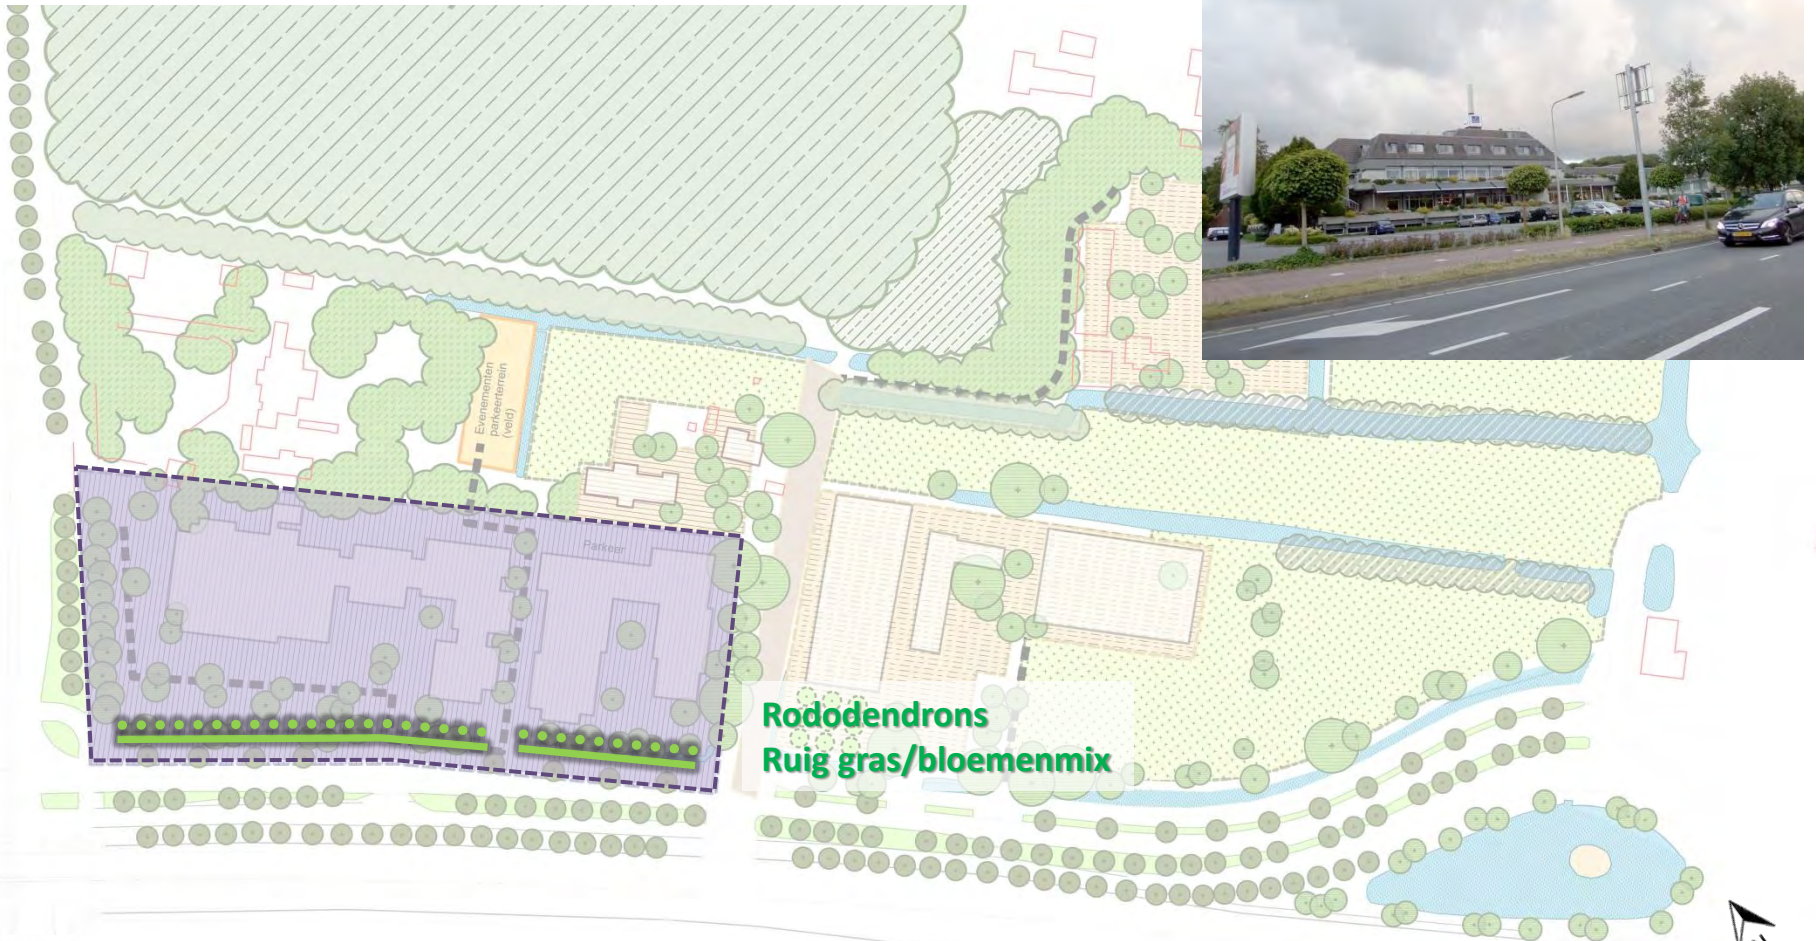 Evenementen
parkeerterrein
(veld)
Parkeer
Rododendrons
Ruig gras/bloemenmix